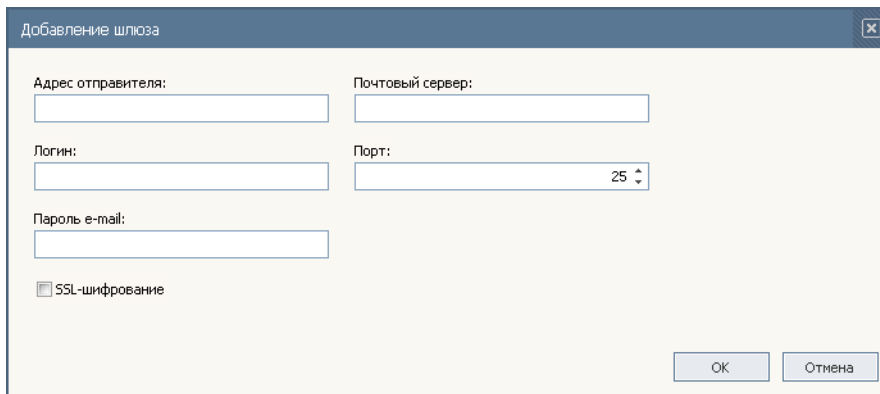 Добавление шлюза
Адрес отправителя:
Почтовый сервер:
Логин:
Порт:
25
Пароль e-mail:
SSL-шифрование
OK
Отмена